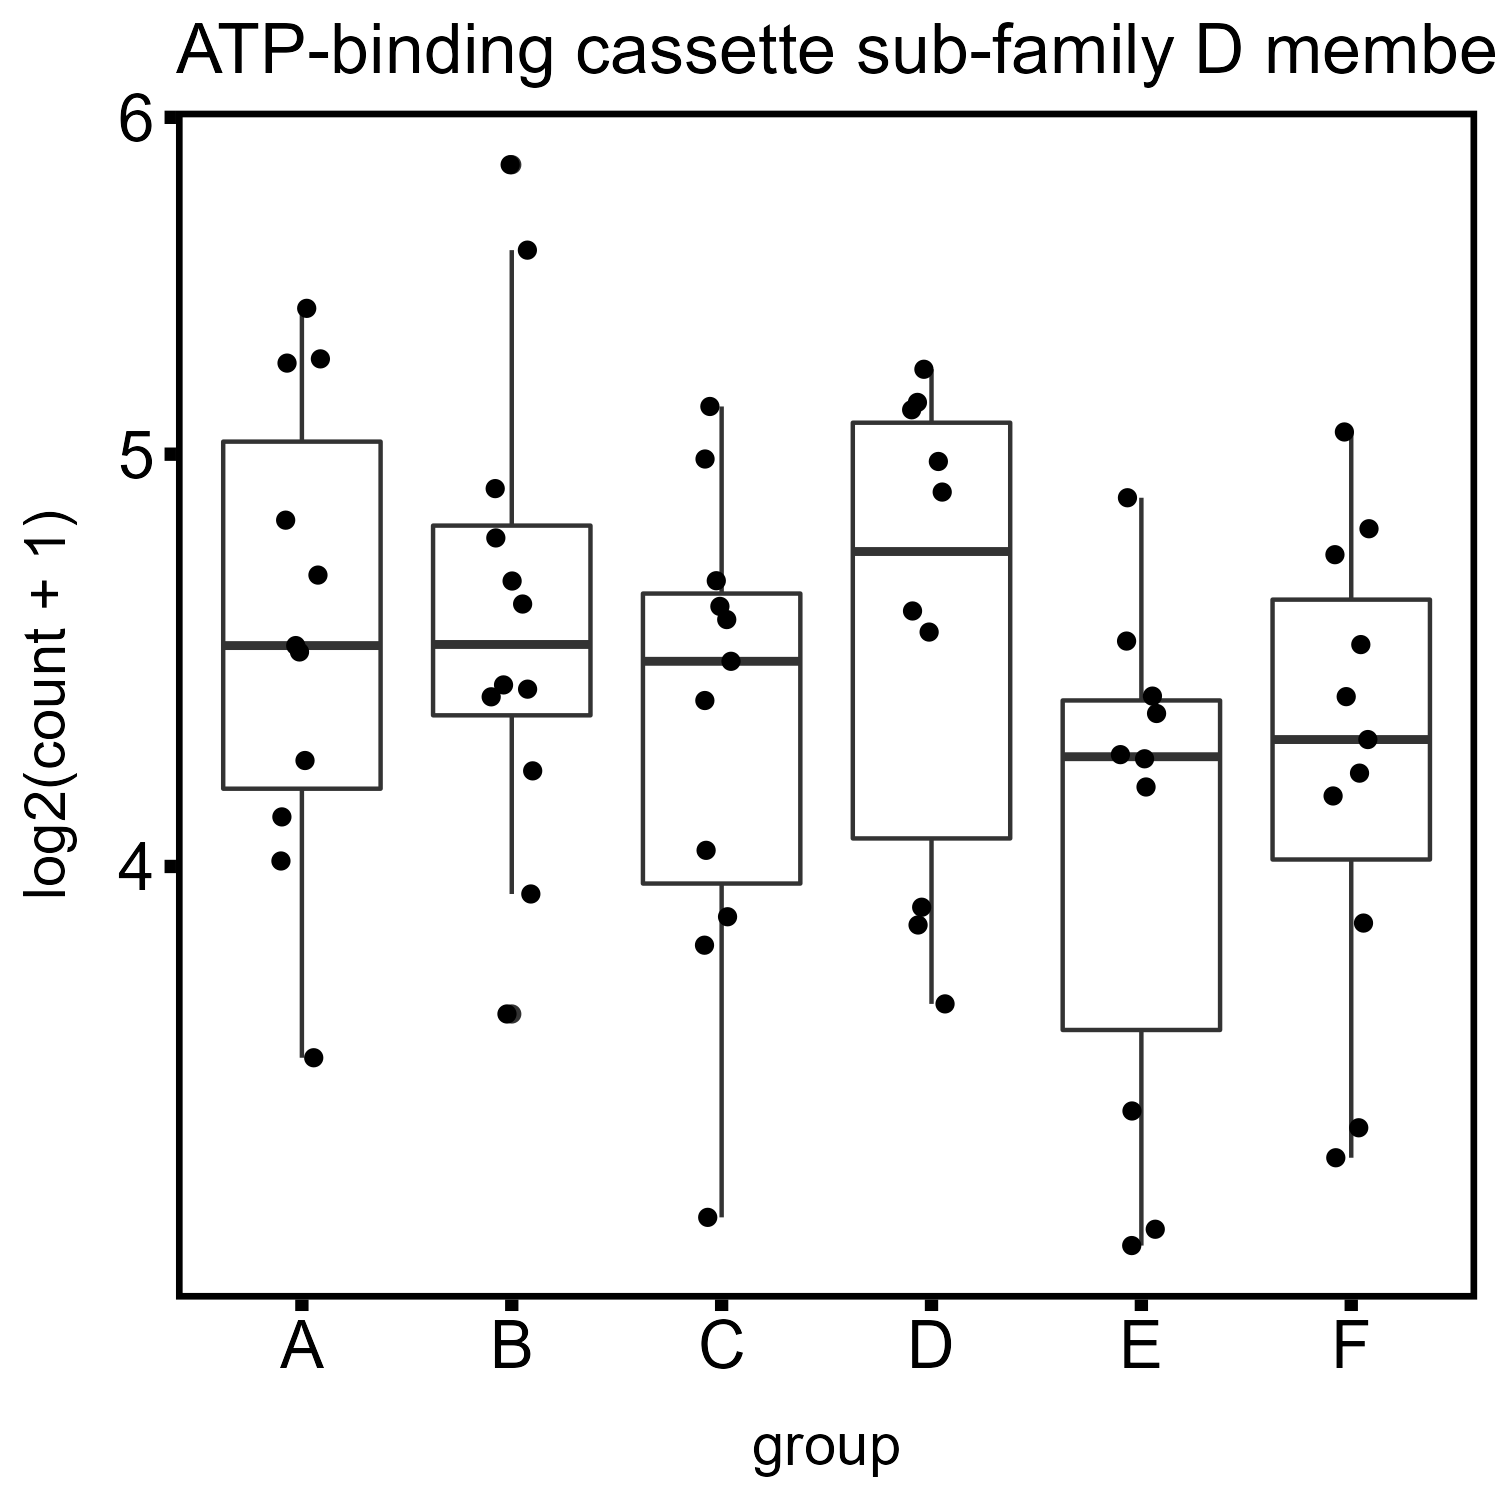 ATP-binding cassette sub-family D membe
6
5
4
log2(count + 1)
A B C D E F
group